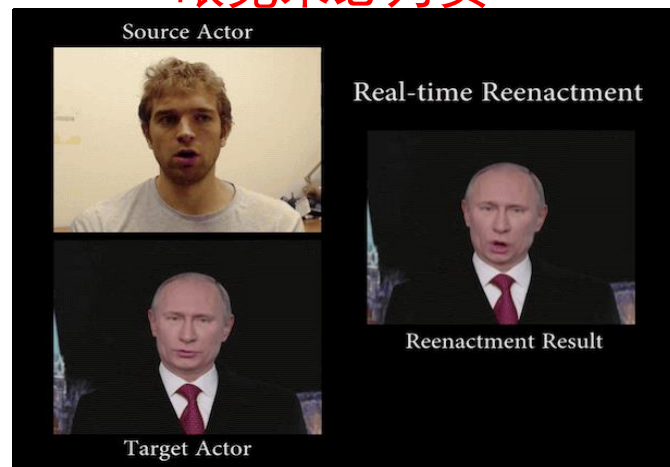 Source Actor
Real-time Reenactment
Reenactment Result
Target Actor